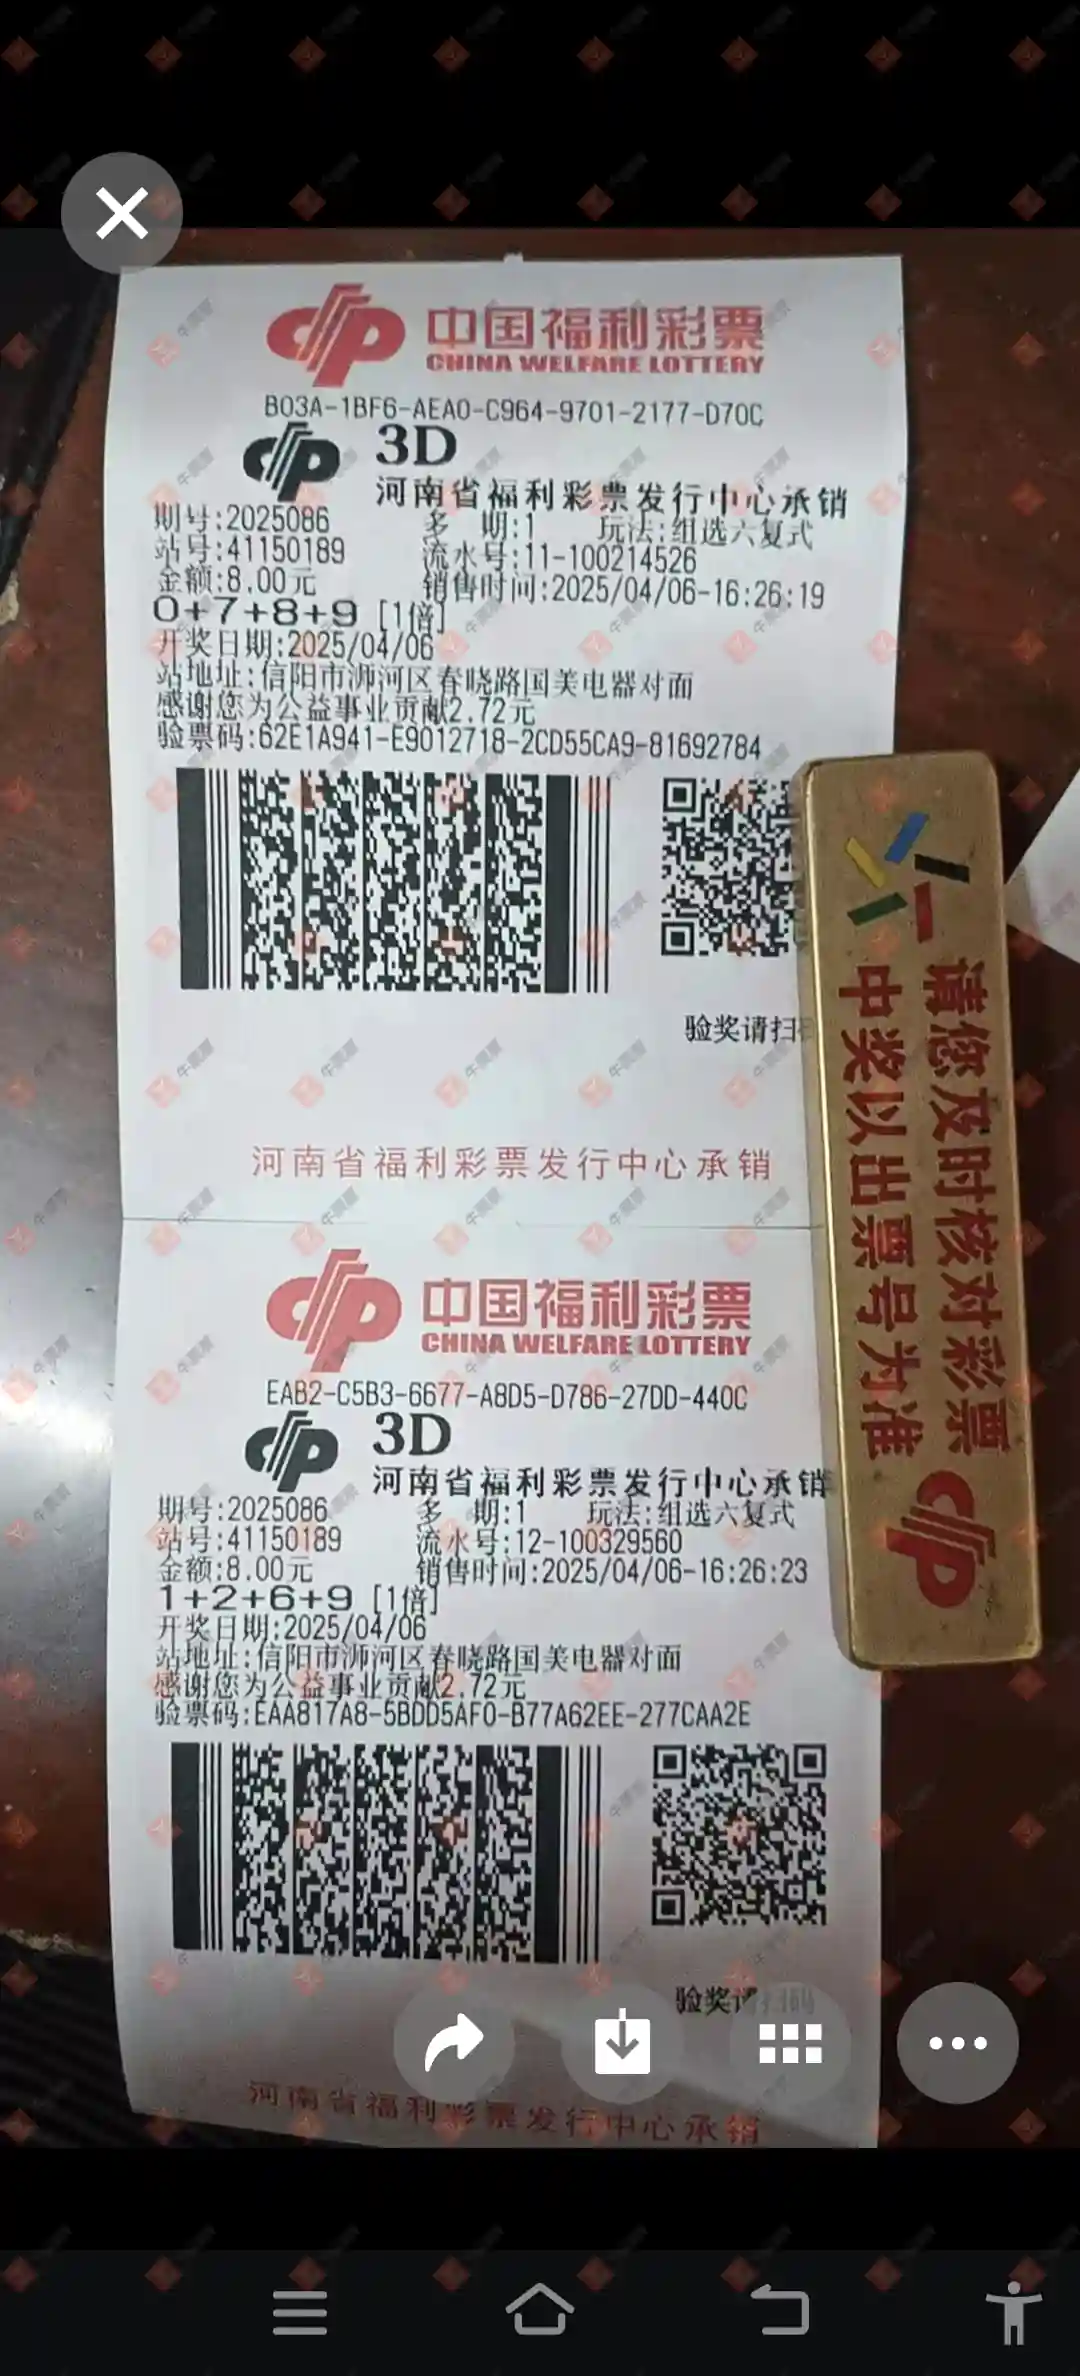 中国福利彩票
CHINA WELFARE LOTTERY
B03A-1BF6-AEA0-C964-9701-2177-D70C
3D
河南省福利彩票发行中心承销
期号:2025086 多 期:1 玩法:组选六复式
站号:41150189 流水号:11-100214526
金额:8.00元 销售时间:2025/04/06-16:26:19
0+7+8+9 [1倍]
开奖日期:2025/04/06
站地址:信阳市浉河区春晓路国美电器对面
感谢您为公益事业贡献2.72元
验票码:62E1A941-E9012718-2CD55CA9-81692784
验奖请扫
河南省福利彩票发行中心承销
中国福利彩票
CHINA WELFARE LOTTERY
EAB2-C5B3-6677-A8D5-D786-27DD-440C
3D
河南省福利彩票发行中心承销
期号:2025086 多 期:1 玩法:组选六复式
站号:41150189 流水号:12-100329560
金额:8.00元 销售时间:2025/04/06-16:26:23
1+2+6+9 [1倍]
开奖日期:2025/04/06
站地址:信阳市浉河区春晓路国美电器对面
感谢您为公益事业贡献2.72元
验票码:EAA817A8-5BDD5AF0-B77A62EE-277CAA2E
验奖请扫码
河南省福利彩票发行中心承销
请您及时核对彩票
中奖以出票号为准